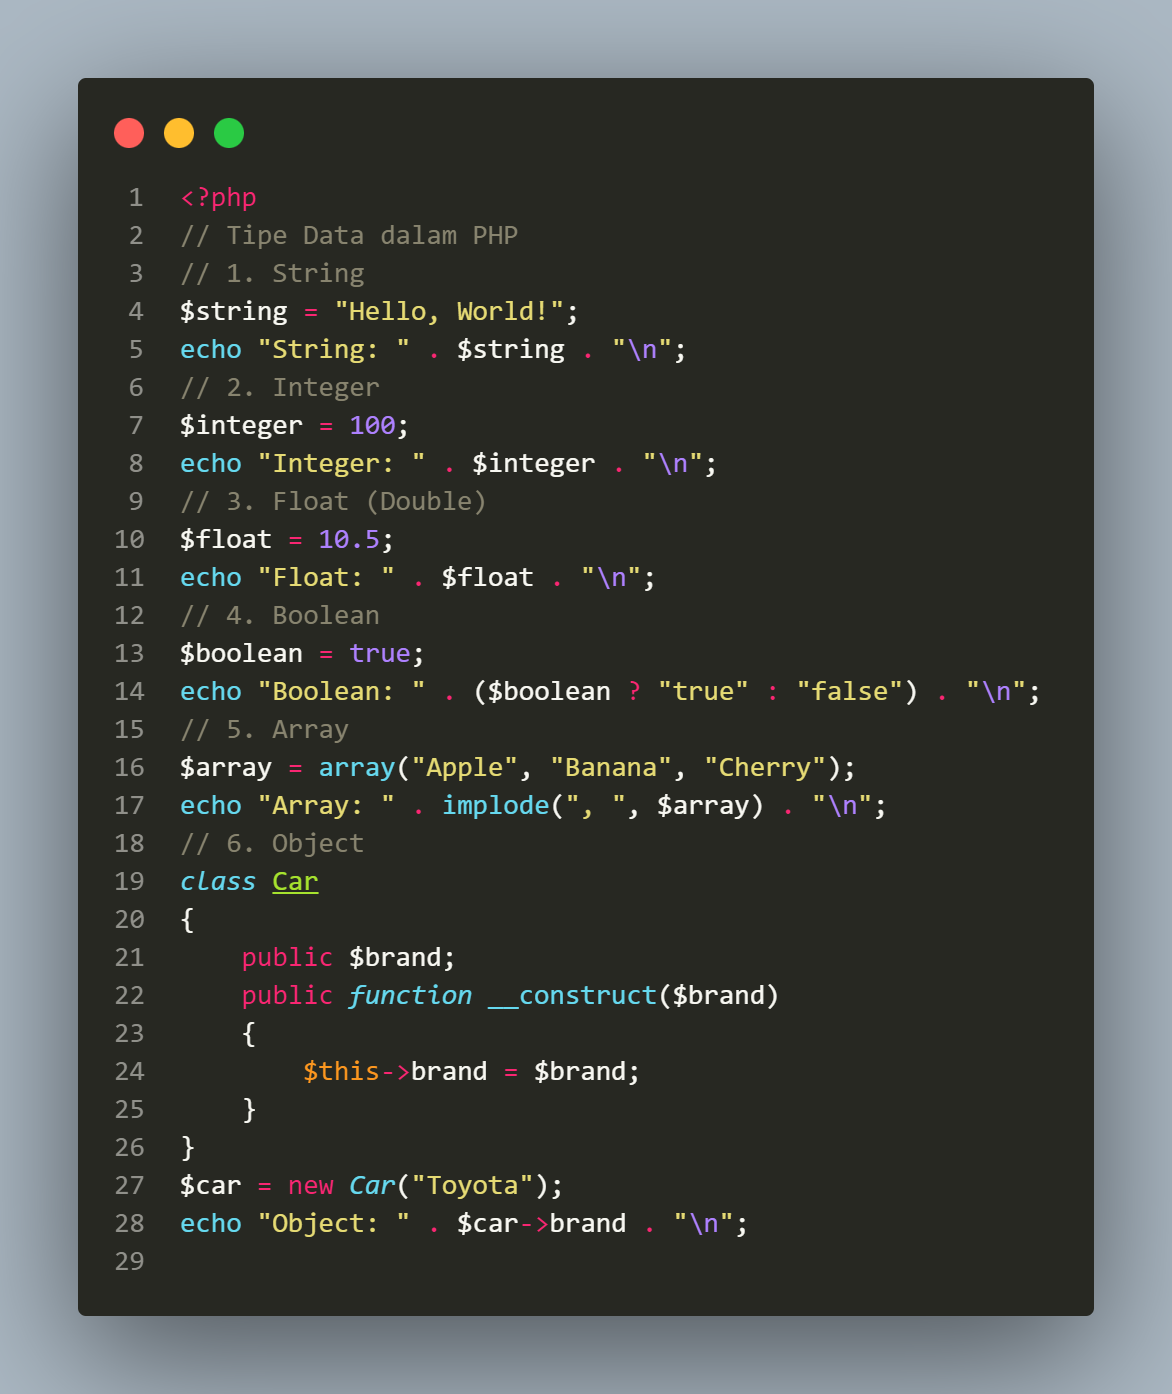 1 <?php
2 // Tipe Data dalam PHP
3 // 1. String
4 $string = "Hello, World!";
5 echo "String: " . $string . "\n";
6 // 2. Integer
7 $integer = 100;
8 echo "Integer: " . $integer . "\n";
9 // 3. Float (Double)
10 $float = 10.5;
11 echo "Float: " . $float . "\n";
12 // 4. Boolean
13 $boolean = true;
14 echo "Boolean: " . ($boolean ? "true" : "false") . "\n";
15 // 5. Array
16 $array = array("Apple", "Banana", "Cherry");
17 echo "Array: " . implode(", ", $array) . "\n";
18 // 6. Object
19 class Car
20 {
21     public $brand;
22     public function __construct($brand)
23     {
24         $this->brand = $brand;
25     }
26 }
27 $car = new Car("Toyota");
28 echo "Object: " . $car->brand . "\n";
29